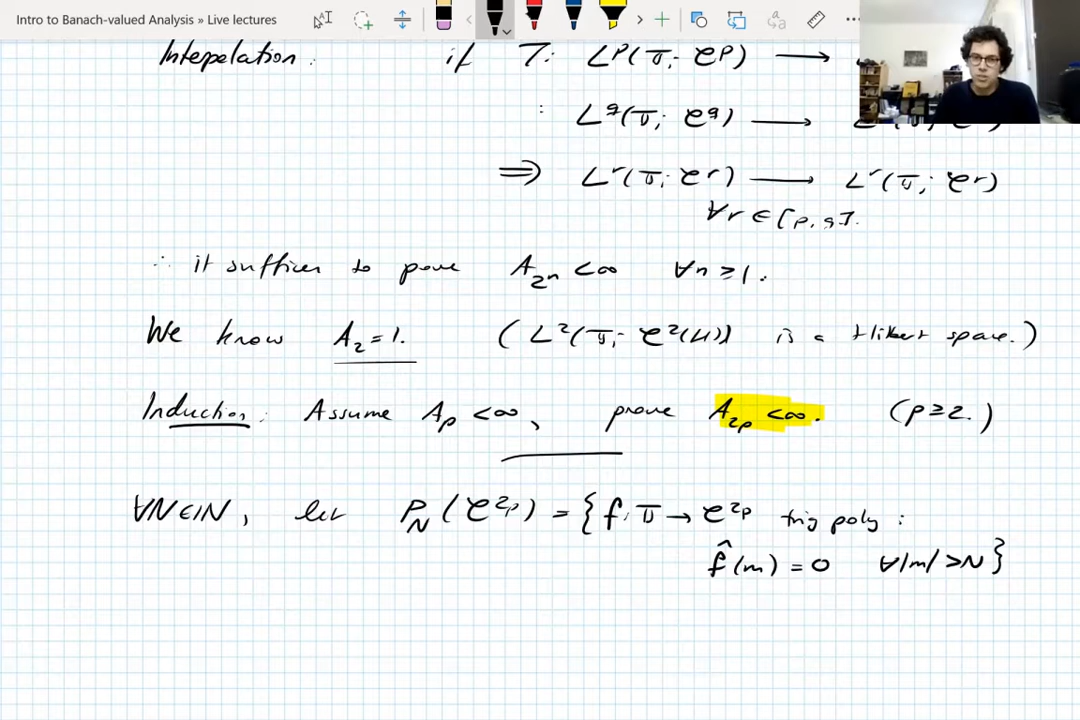 Intro to Banach-valued Analysis » Live lectures
Intepolation: if T: L^p(𝕋; 𝒞^p) ⟶
: L^q(𝕋; 𝒞^q) ⟶
⟹ L^r(𝕋; 𝒞^r) ⟶ L^r(𝕋; 𝒞^r)
∀r ∈ [p, q].
∴ it suffices to prove A_{2^n} < ∞ ∀n ≥ 1.
We know A_2 = 1. (L^2(𝕋; 𝒞^2(H)) is a Hilbert space.)
Induction: Assume A_p < ∞, prove A_{2p} < ∞. (p ≥ 2.)
∀N ∈ ℕ, let P_N(𝒞^{2p}) = {f: 𝕋 → 𝒞^{2p} trig poly :
f̂(m) = 0 ∀|m| > N}